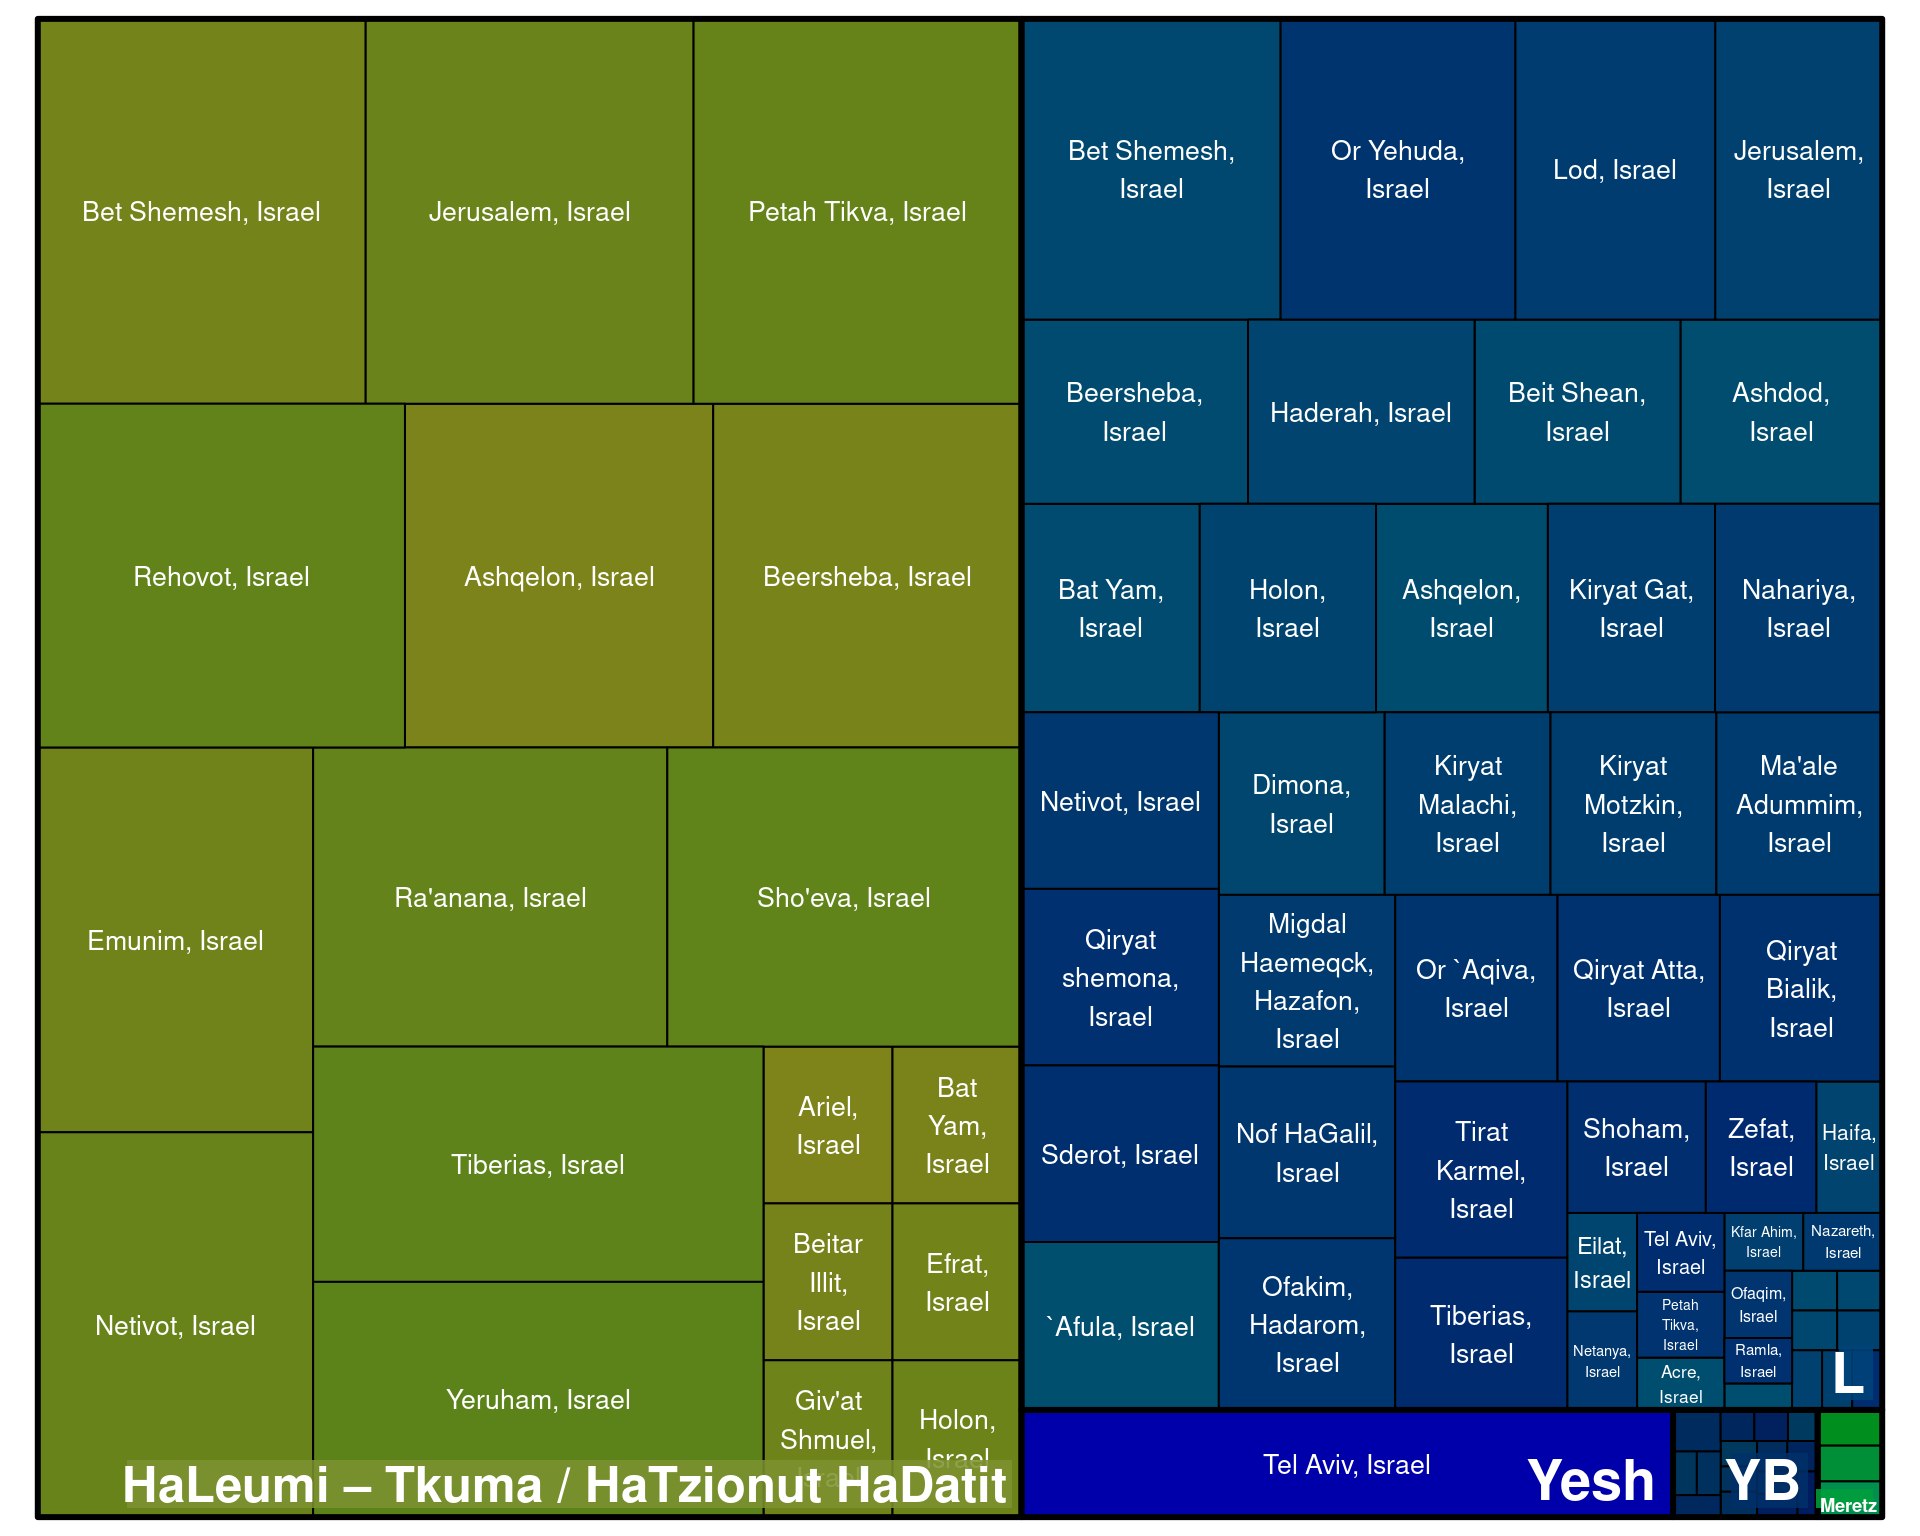 Bet Shemesh, Israel
Jerusalem, Israel
Petah Tikva, Israel
Rehovot, Israel
Ashqelon, Israel
Beersheba, Israel
Emunim, Israel
Ra'anana, Israel
Sho'eva, Israel
Netivot, Israel
Tiberias, Israel
Yeruham, Israel
Ariel,
Israel
Bat
Yam,
Israel
Beitar
Illit,
Israel
Efrat,
Israel
Giv'at
Shmuel,
Israel
Holon,
Israel
HaLeumi – Tkuma / HaTzionut HaDatit
Bet Shemesh,
Israel
Or Yehuda,
Israel
Lod, Israel
Jerusalem,
Israel
Beersheba,
Israel
Haderah, Israel
Beit Shean,
Israel
Ashdod,
Israel
Bat Yam,
Israel
Holon,
Israel
Ashqelon,
Israel
Kiryat Gat,
Israel
Nahariya,
Israel
Netivot, Israel
Dimona,
Israel
Kiryat
Malachi,
Israel
Kiryat
Motzkin,
Israel
Ma'ale
Adummim,
Israel
Qiryat
shemona,
Israel
Migdal
Haemeqck,
Hazafon,
Israel
Or `Aqiva,
Israel
Qiryat Atta,
Israel
Qiryat
Bialik,
Israel
Sderot, Israel
Nof HaGalil,
Israel
Tirat
Karmel,
Israel
Shoham,
Israel
Zefat,
Israel
Haifa,
Israel
`Afula, Israel
Ofakim,
Hadarom,
Israel
Tiberias,
Israel
Eilat,
Israel
Tel Aviv,
Israel
Kfar Ahim,
Israel
Nazareth,
Israel
Netanya,
Israel
Petah
Tikva,
Israel
Ofaqim,
Israel
Acre,
Israel
Ramla,
Israel
L
Tel Aviv, Israel
Yesh
YB
Meretz